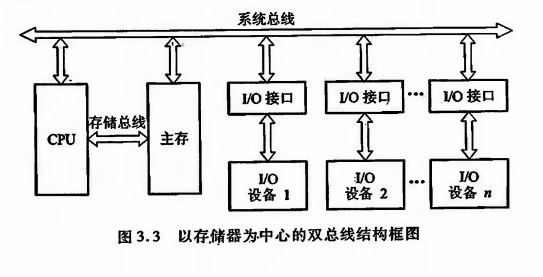 系统总线
I/O 接口 I/O 接口 … I/O 接口
存储总线
CPU 主存
I/O 设备 1 I/O 设备 2 … I/O 设备 n
图 3.3 以存储器为中心的双总线结构框图